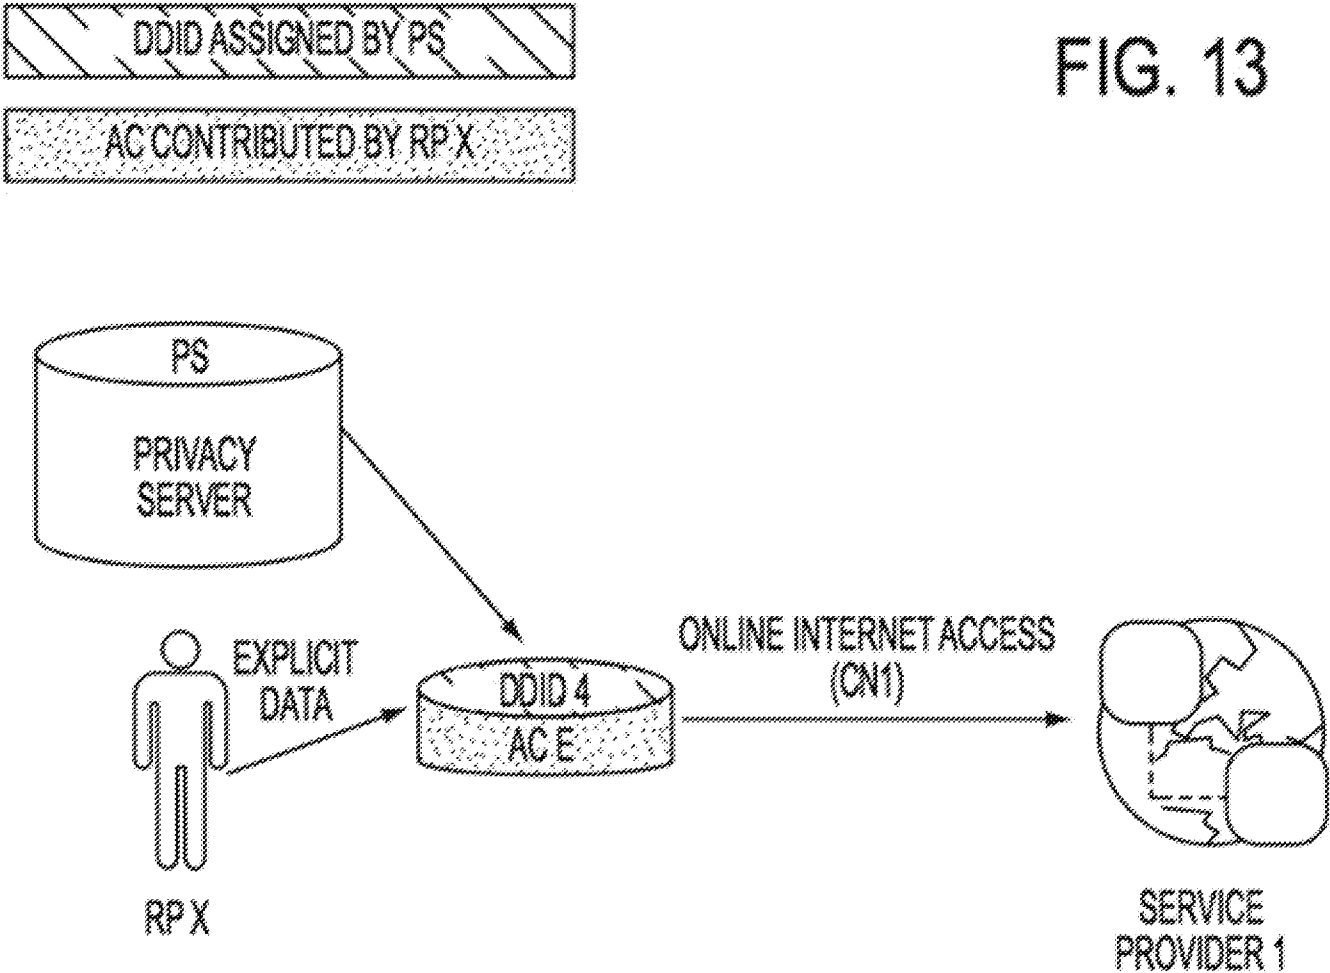 DDID ASSIGNED BY PS
FIG. 13
AC CONTRIBUTED BY RP X
PS
PRIVACY
SERVER
EXPLICIT
DATA
DDID 4
AC E
ONLINE INTERNET ACCESS
(CN1)
RP X
SERVICE
PROVIDER 1